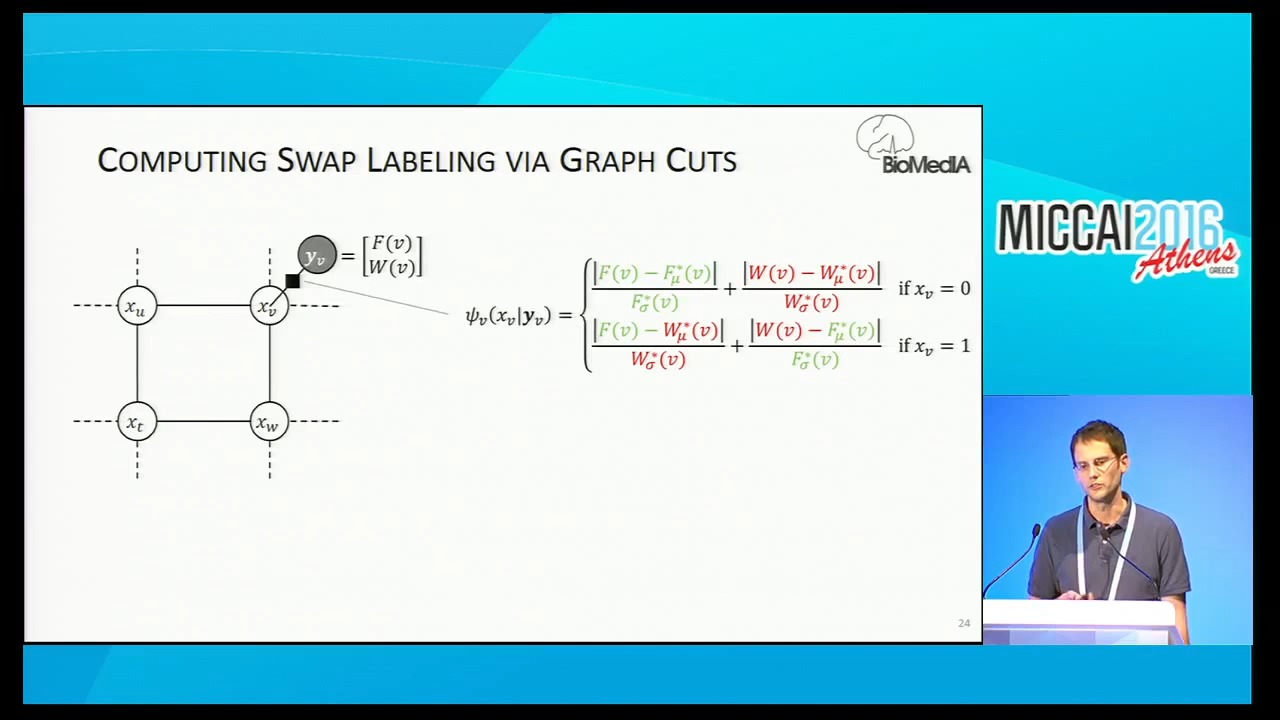 COMPUTING SWAP LABELING VIA GRAPH CUTS
BioMedIA
y_v = [F(v) W(v)]
x_u
x_v
x_t
x_w
ψ_v(x_v|y_v) = {
|F(v) − F*_μ(v)| / F*_σ(v) + |W(v) − W*_μ(v)| / W*_σ(v) if x_v = 0
|F(v) − W*_μ(v)| / W*_σ(v) + |W(v) − F*_μ(v)| / F*_σ(v) if x_v = 1
24
MICCAI2016
Athens
GREECE